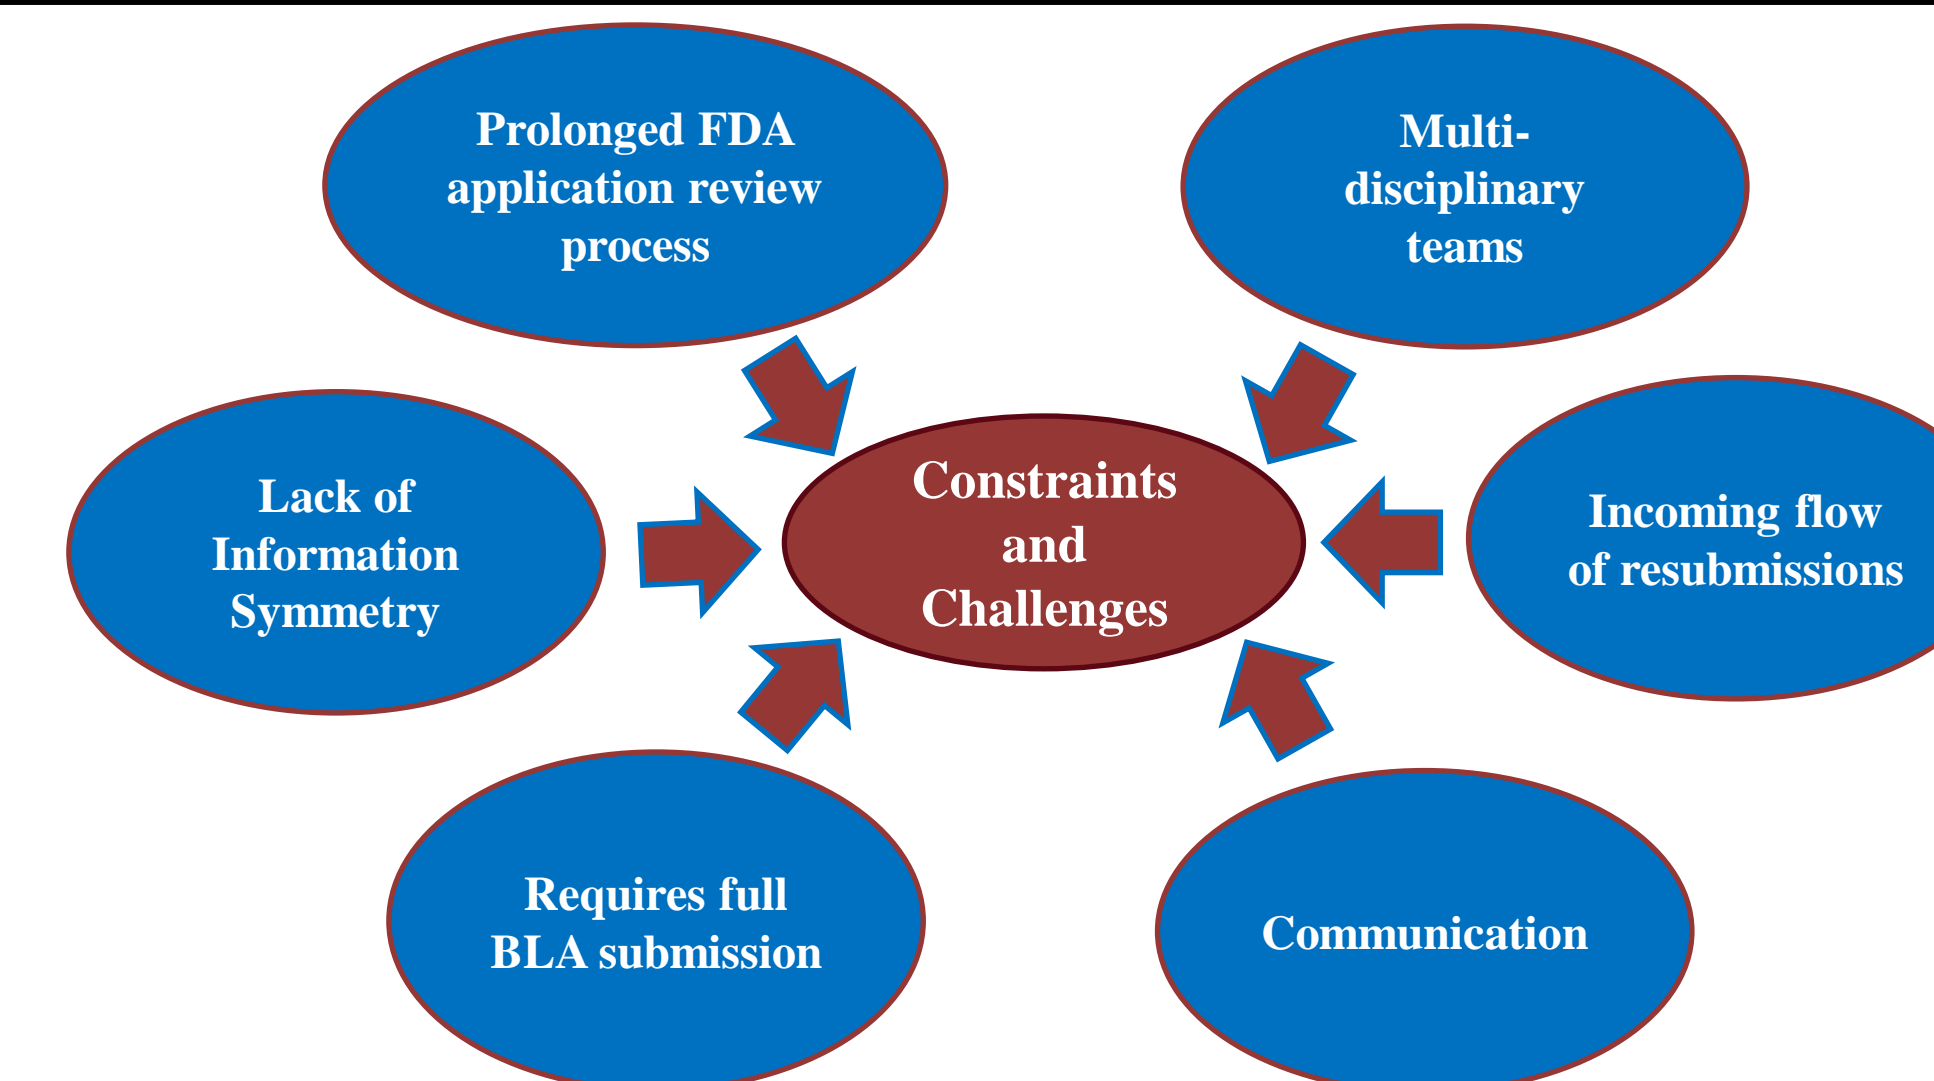 Prolonged FDA
application review
process
Multi-
disciplinary
teams
Lack of
Information
Symmetry
Constraints
and
Challenges
Incoming flow
of resubmissions
Requires full
BLA submission
Communication